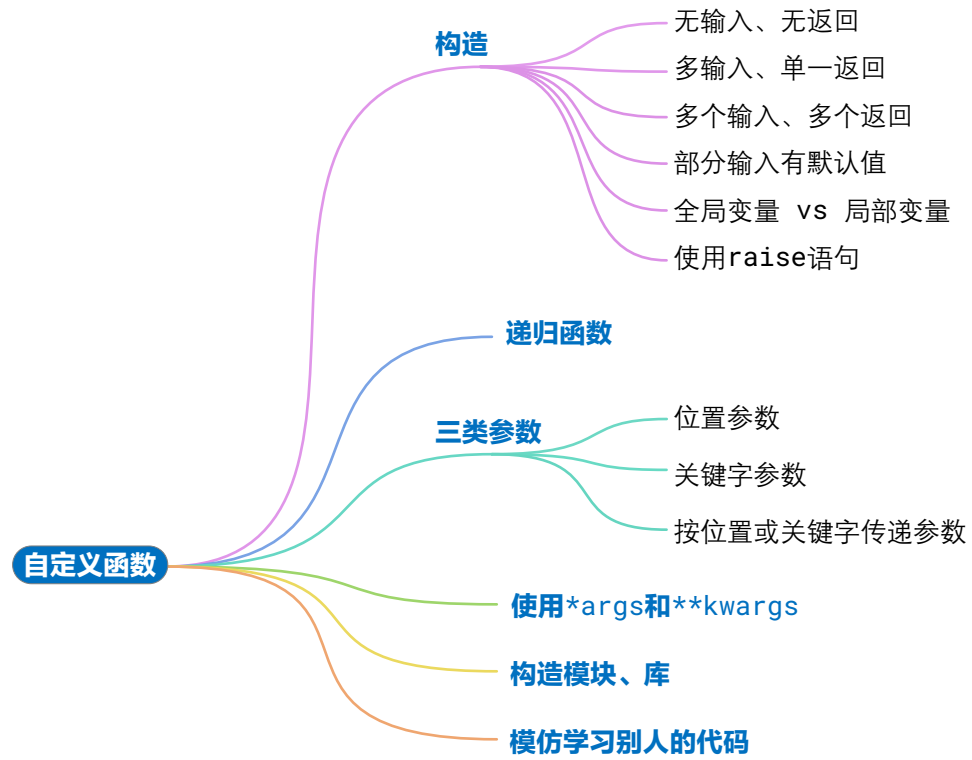 自定义函数
构造
无输入、无返回
多输入、单一返回
多个输入、多个返回
部分输入有默认值
全局变量 vs 局部变量
使用raise语句
递归函数
三类参数
位置参数
关键字参数
按位置或关键字传递参数
使用*args和**kwargs
构造模块、库
模仿学习别人的代码